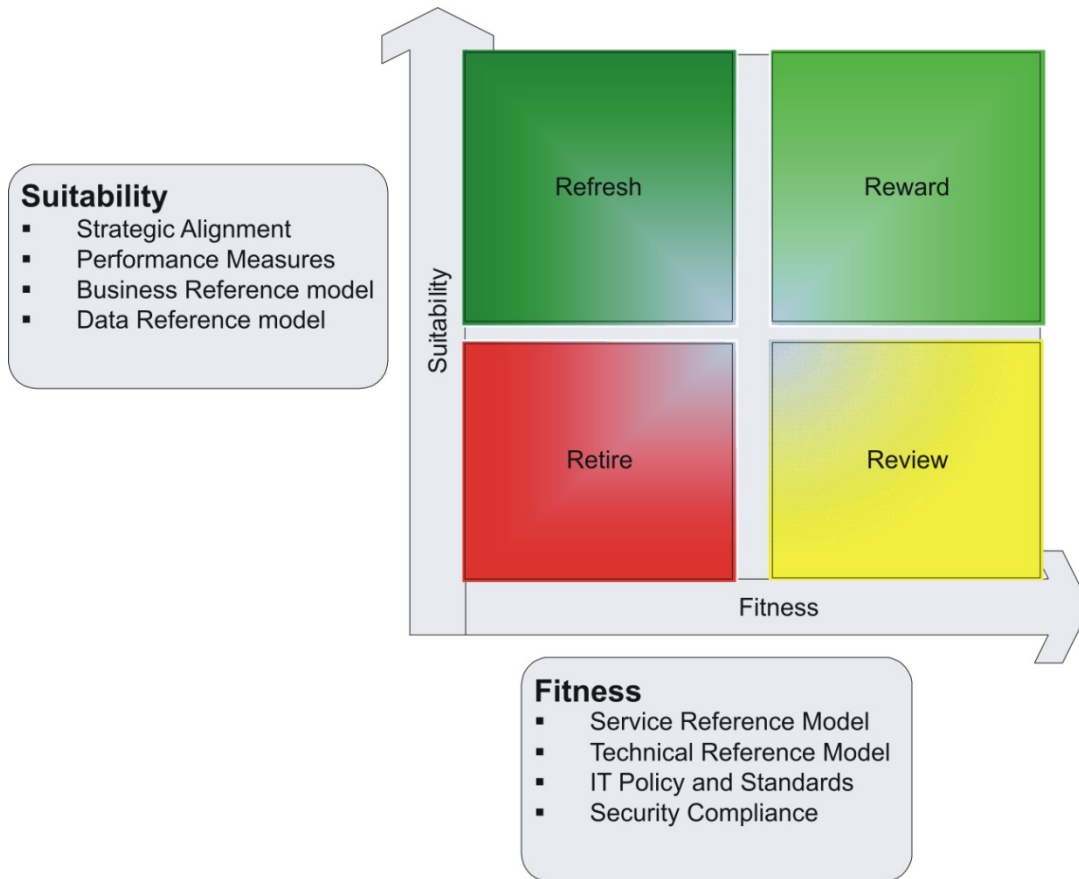 Refresh
Reward
Suitability
▪ Strategic Alignment
▪ Performance Measures
▪ Business Reference model
▪ Data Reference model
Suitability
Retire
Review
Fitness
Fitness
▪ Service Reference Model
▪ Technical Reference Model
▪ IT Policy and Standards
▪ Security Compliance